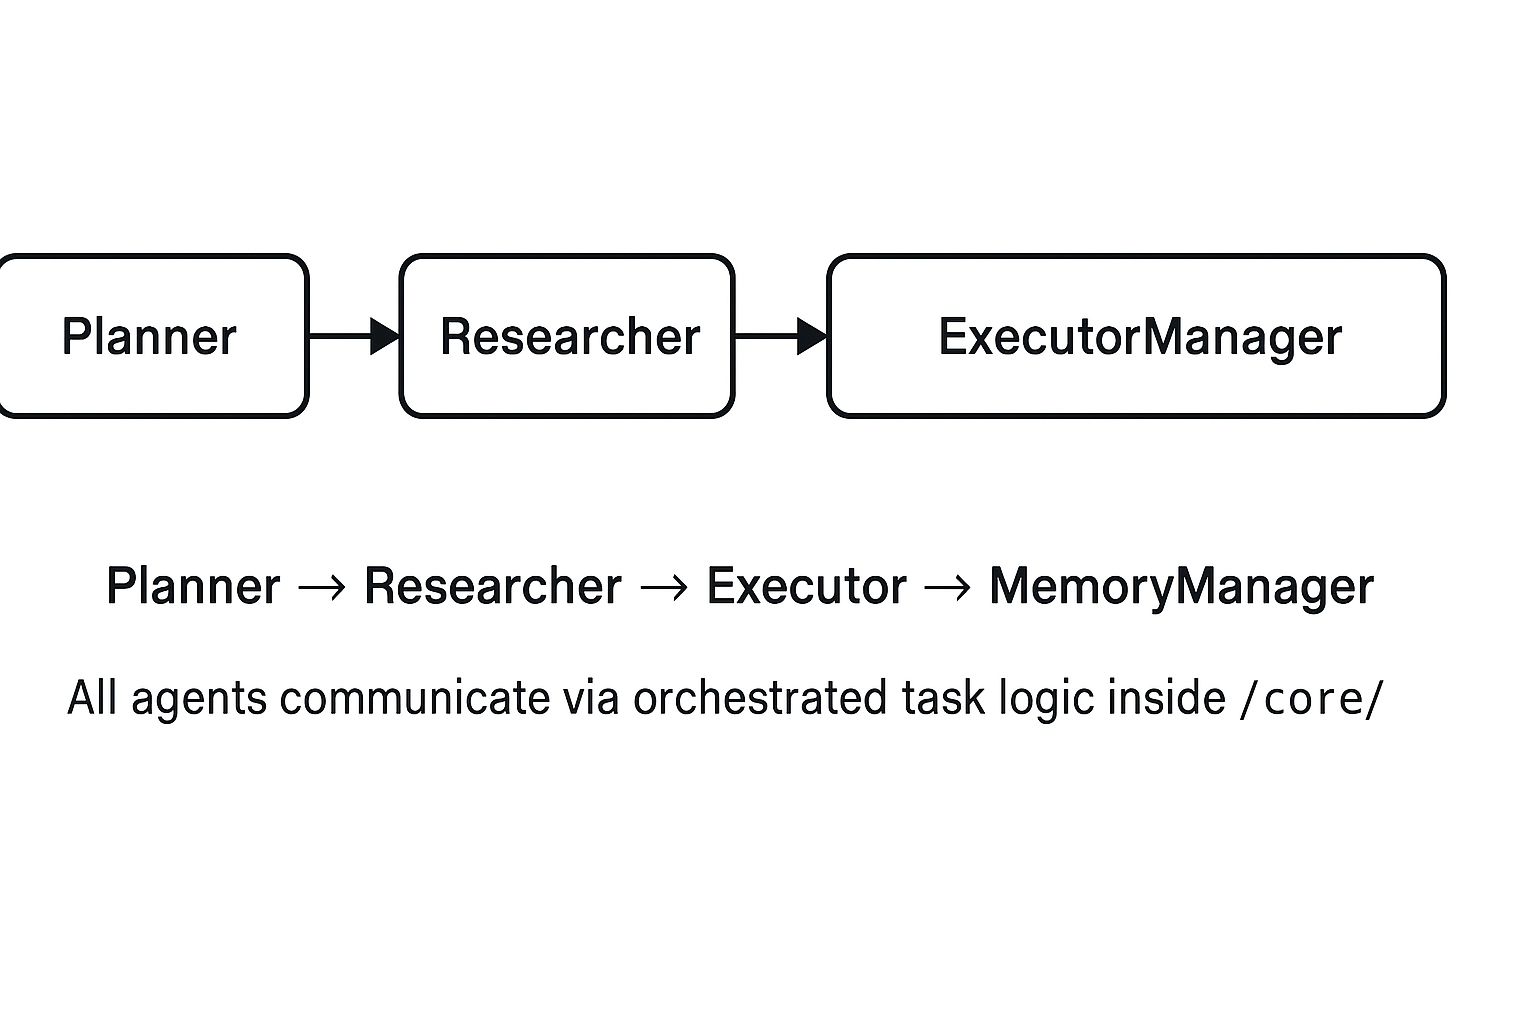 Planner Researcher ExecutorManager
Planner → Researcher → Executor → MemoryManager
All agents communicate via orchestrated task logic inside /core/